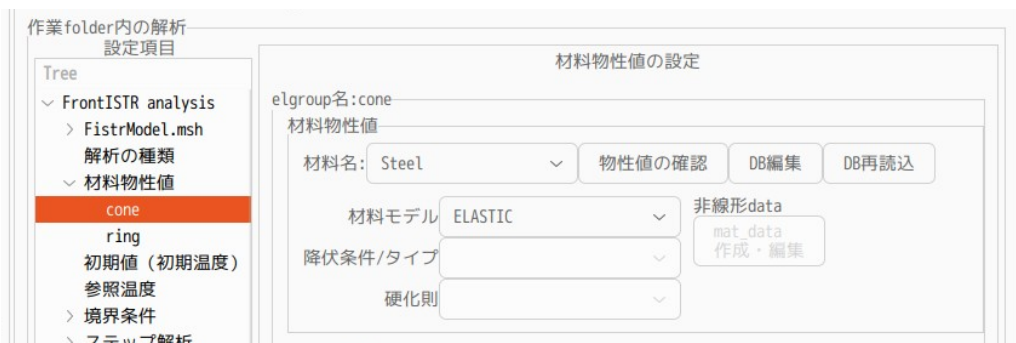 作業folder内の解析
設定項目
Tree
FrontISTR analysis
FistrModel.msh
解析の種類
材料物性値
cone
ring
初期値（初期温度）
参照温度
境界条件
ステップ解析
材料物性値の設定
elgroup名:cone
材料物性値
材料名: Steel 物性値の確認 DB編集 DB再読込
材料モデル ELASTIC
降伏条件/タイプ
硬化則
非線形data
mat_data
作成・編集